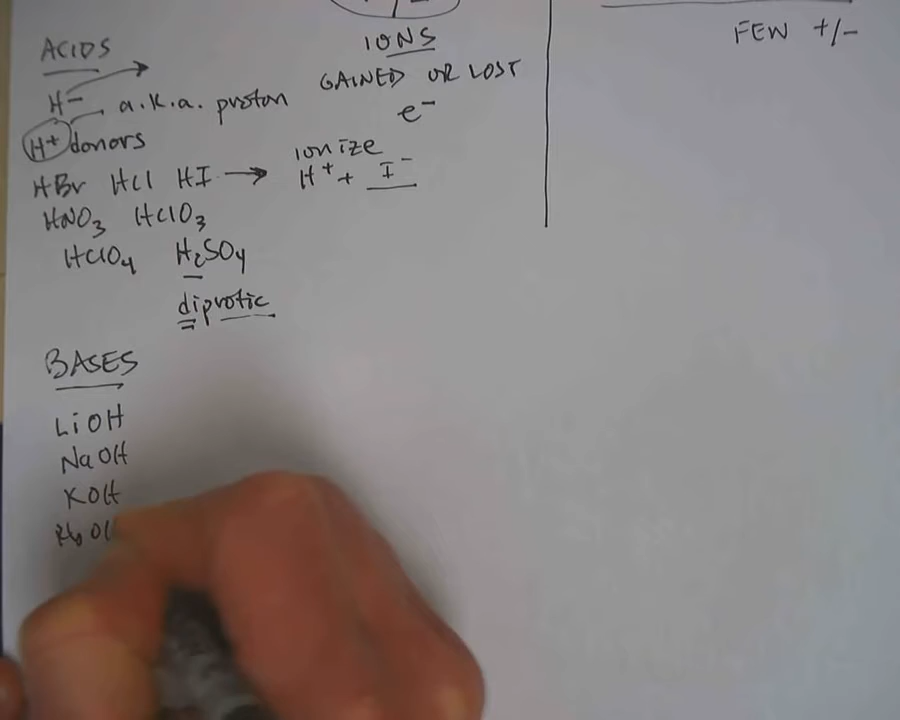 ACIDS
H— a.k.a. proton
H+ donors
HBr HCl HI → ionize H+ + I-
HNO3 HClO3
HClO4 H2SO4
diprotic
BASES
LiOH
NaOH
KOH
IONS
GAINED OR LOST
e-
FEW +/-